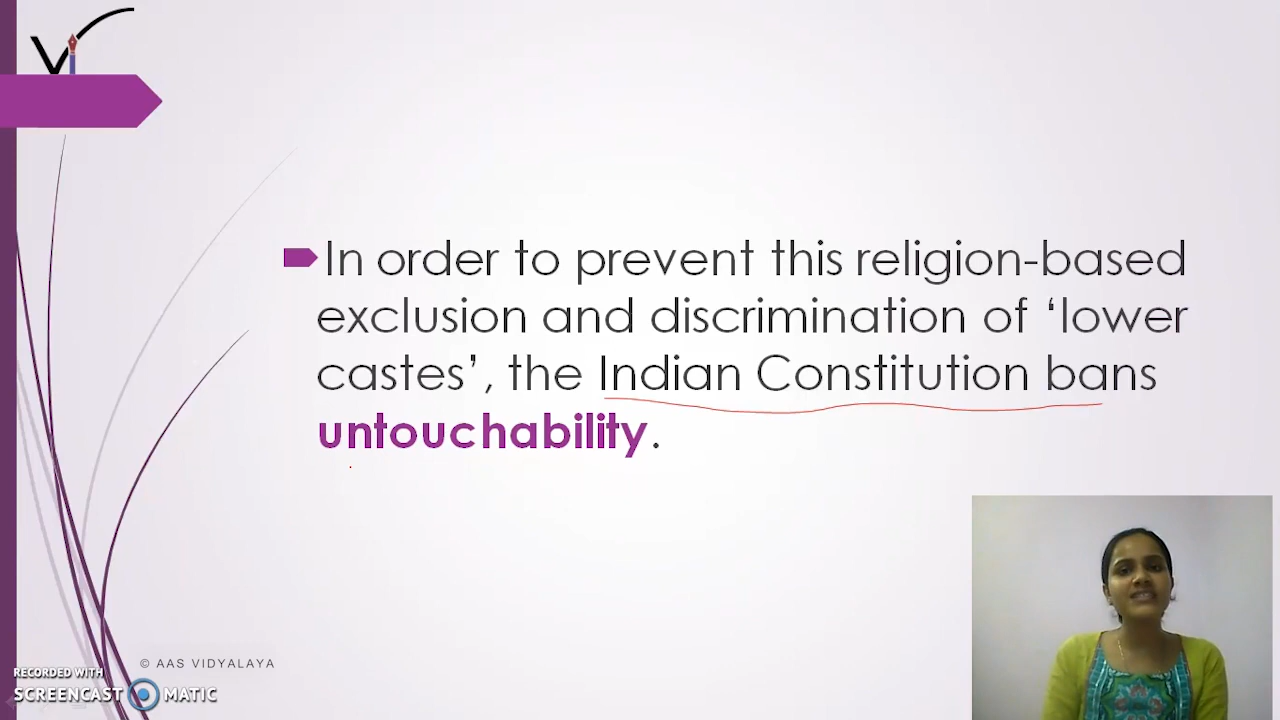 In order to prevent this religion-based
exclusion and discrimination of ‘lower
castes’, the Indian Constitution bans
untouchability.
© AAS VIDYALAYA
RECORDED WITH
SCREENCAST MATIC